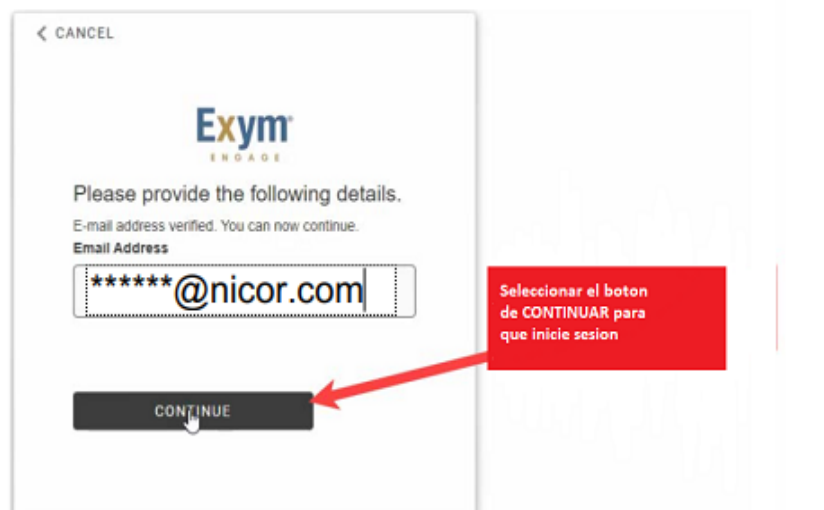 < CANCEL
Exym®
ENGAGE
Please provide the following details.
E-mail address verified. You can now continue.
Email Address
******@nicor.com
Seleccionar el boton
de CONTINUAR para
que inicie sesion
CONTINUE